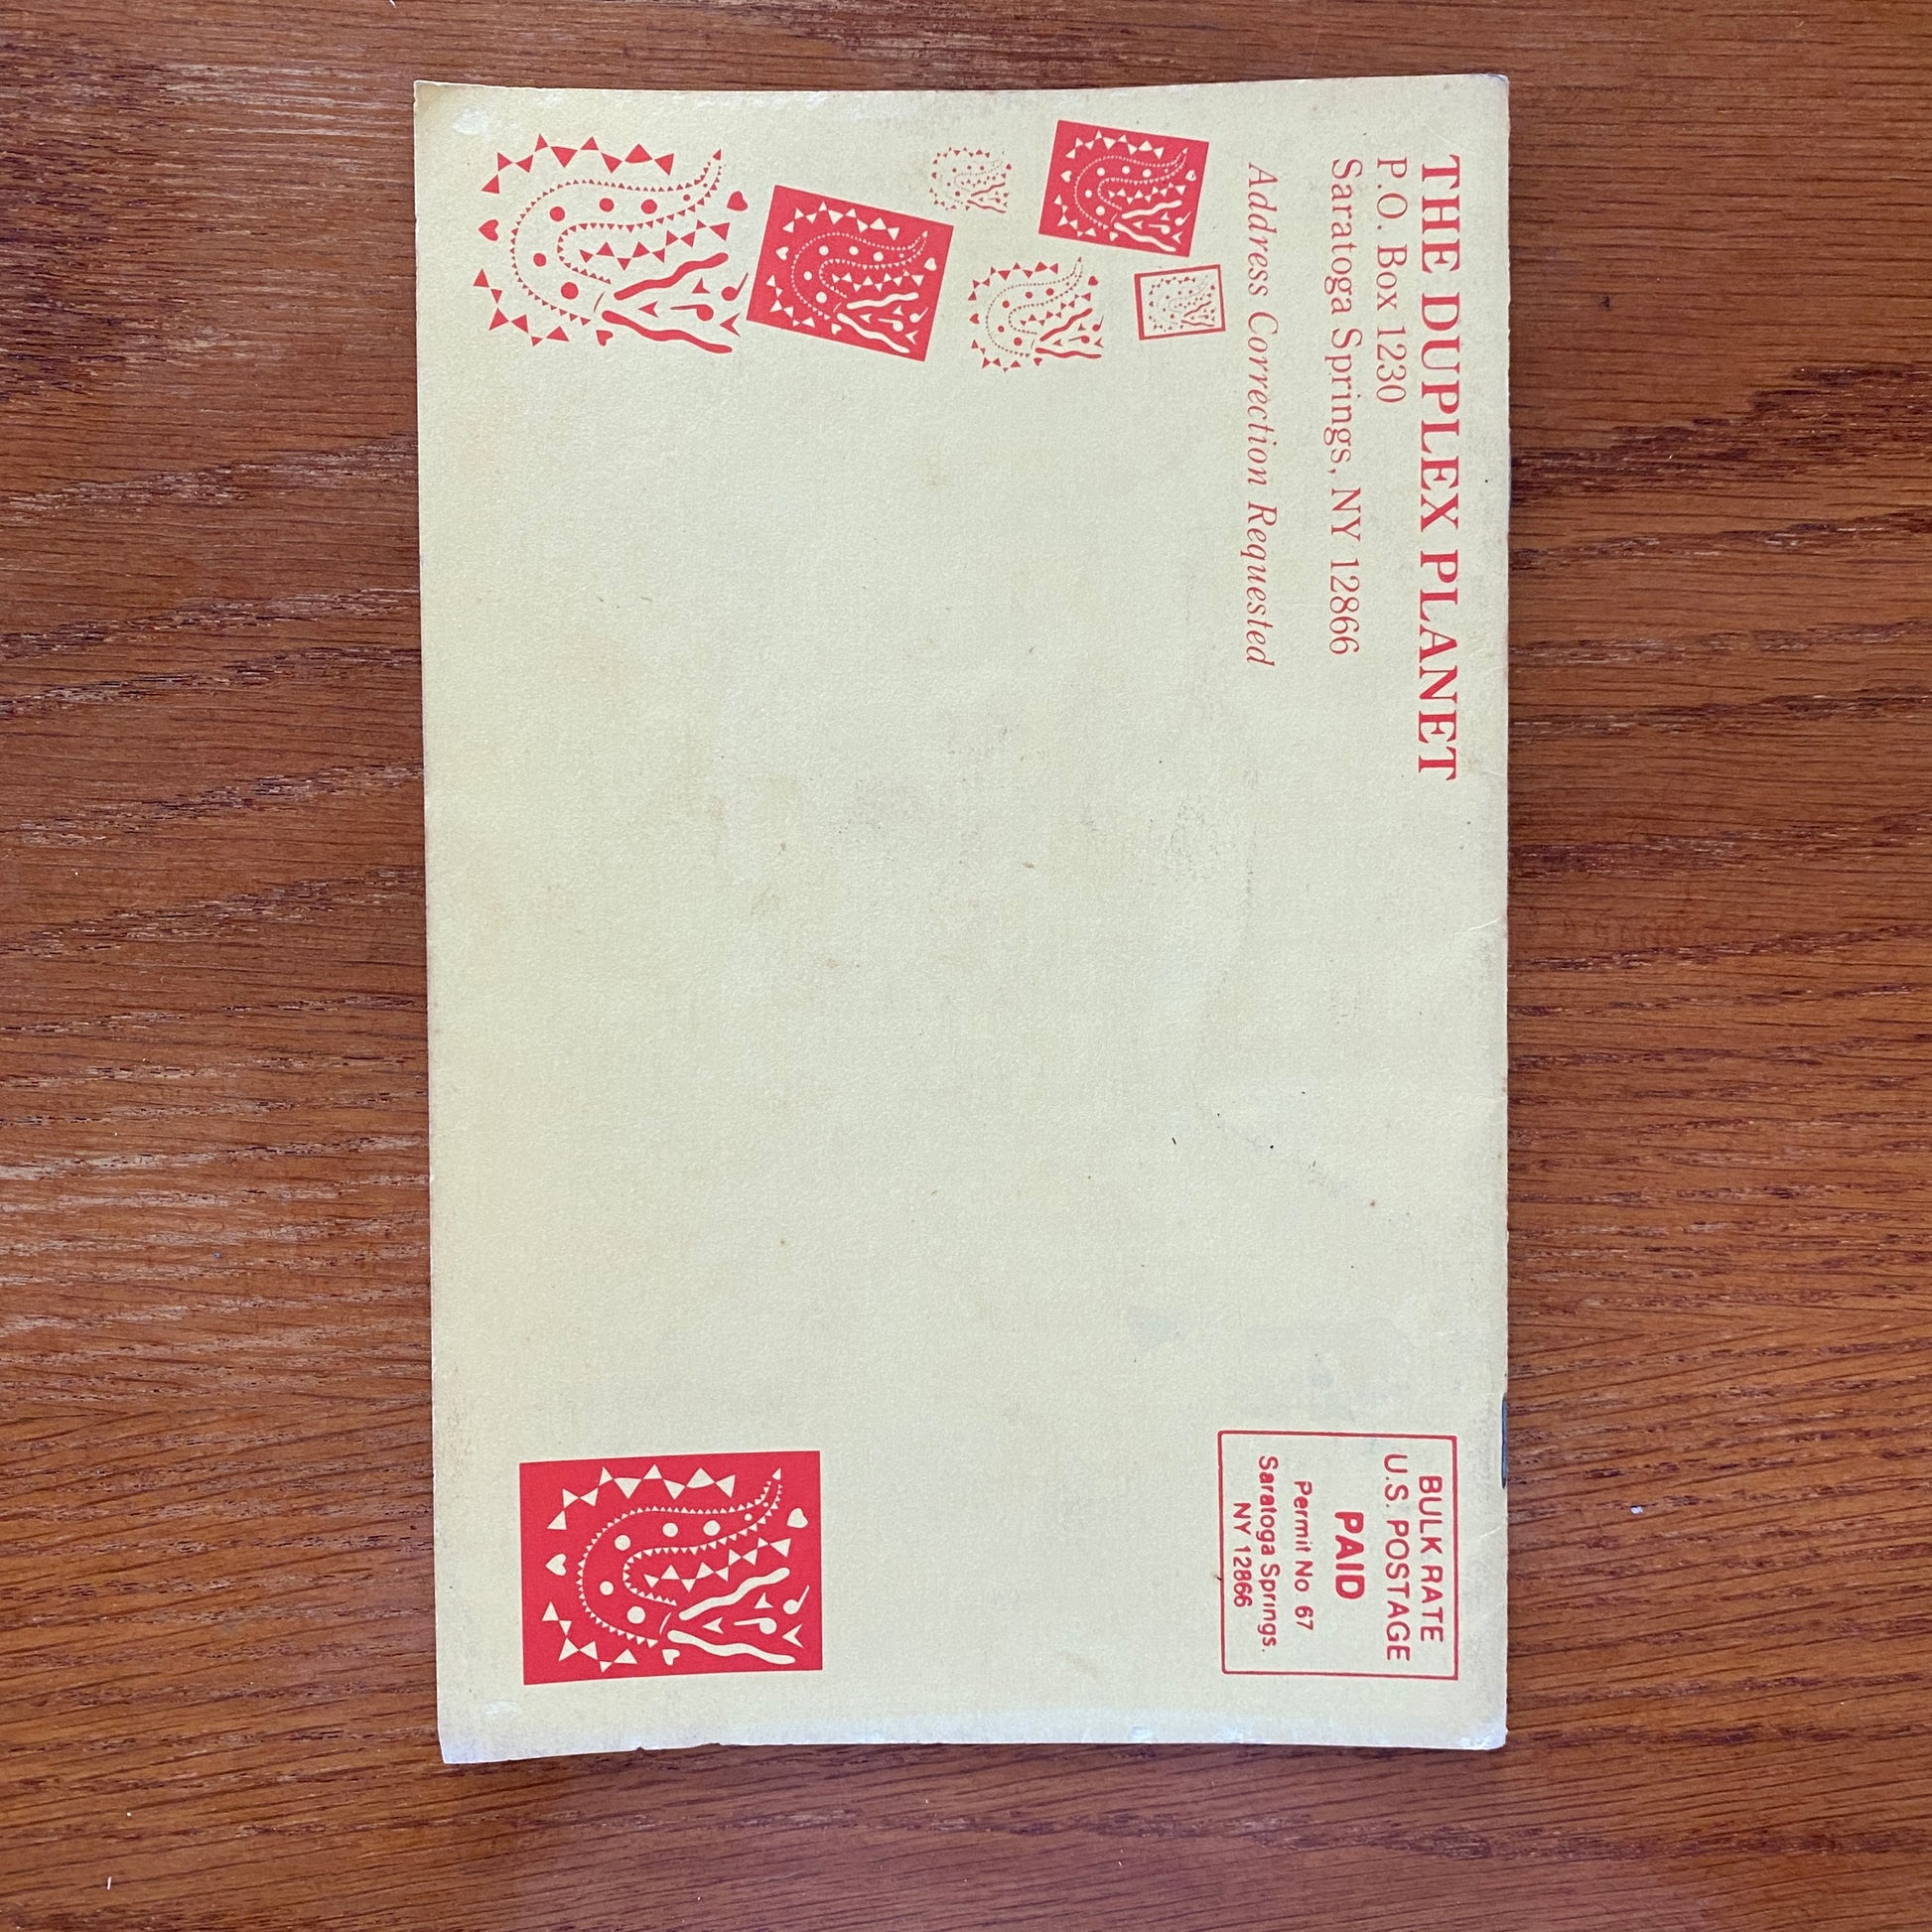 THE DUPLEX PLANET
P.O. Box 1230
Saratoga Springs, NY 12866
Address Correction Requested
BULK RATE
U.S. POSTAGE
PAID
Permit No 67
Saratoga Springs.
NY 12866